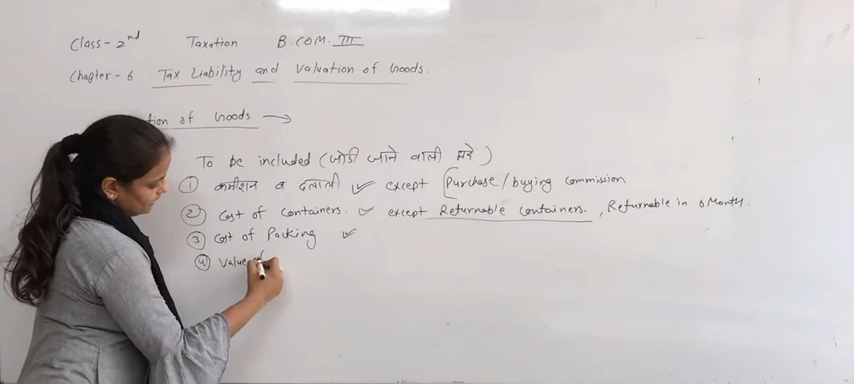 Class-2nd Taxation B.COM. III
Chapter-6 Tax Liability and Valuation of Goods.
tion of Goods →
To be included (जोडी जाने वाली मदें)
① कमीशन व दलाली ✓ except [Purchase/buying commission
② Cost of Containers. ✓ except Returnable Containers., Returnable in 6 Month.
③ Cost of Packing ✓
④ Value of